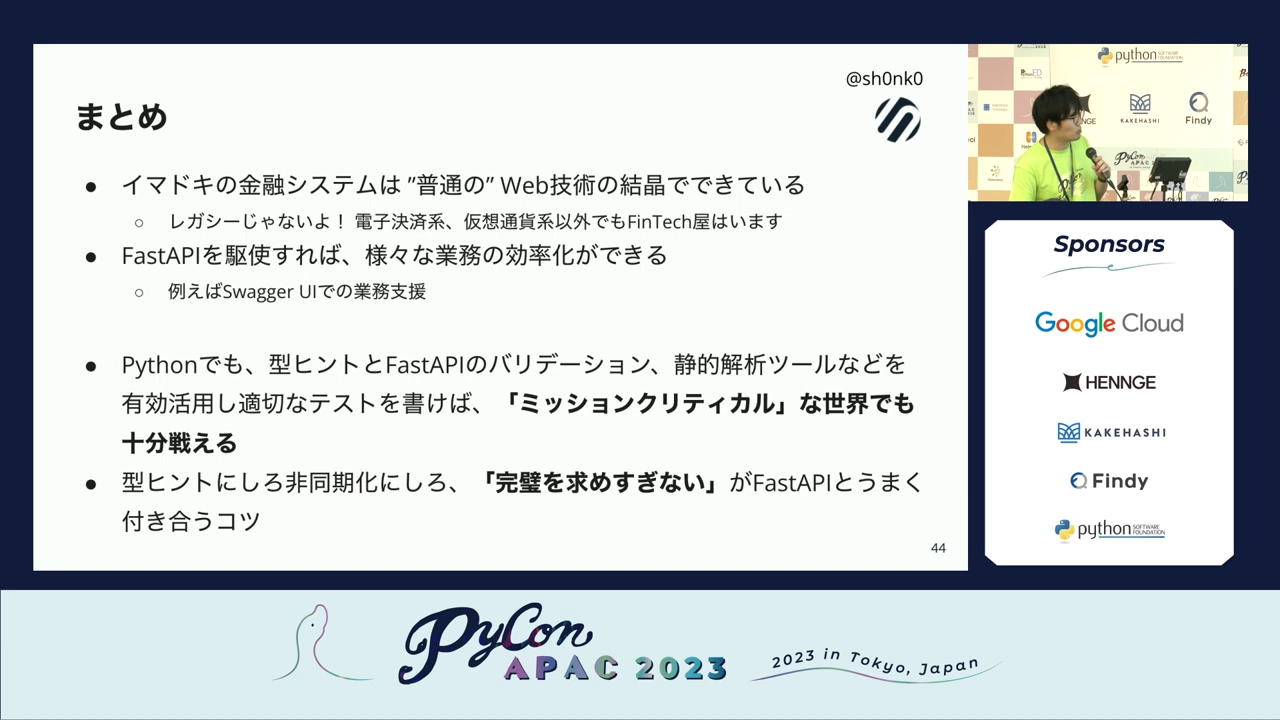 @sh0nk0
まとめ
● イマドキの金融システムは ”普通の” Web技術の結晶でできている
○ レガシーじゃないよ！ 電子決済系、仮想通貨系以外でもFinTech屋はいます
● FastAPIを駆使すれば、様々な業務の効率化ができる
○ 例えばSwagger UIでの業務支援
● Pythonでも、型ヒントとFastAPIのバリデーション、静的解析ツールなどを
有効活用し適切なテストを書けば、「ミッションクリティカル」な世界でも
十分戦える
● 型ヒントにしろ非同期化にしろ、「完璧を求めすぎない」がFastAPIとうまく
付き合うコツ
44
python SOFTWARE FOUNDATION
KAKEHASHI
Findy
PyCon
APAC
Sponsors
Google Cloud
HENNGE
KAKEHASHI
Findy
python SOFTWARE FOUNDATION
PyCon
APAC 2023
2023 in Tokyo, Japan